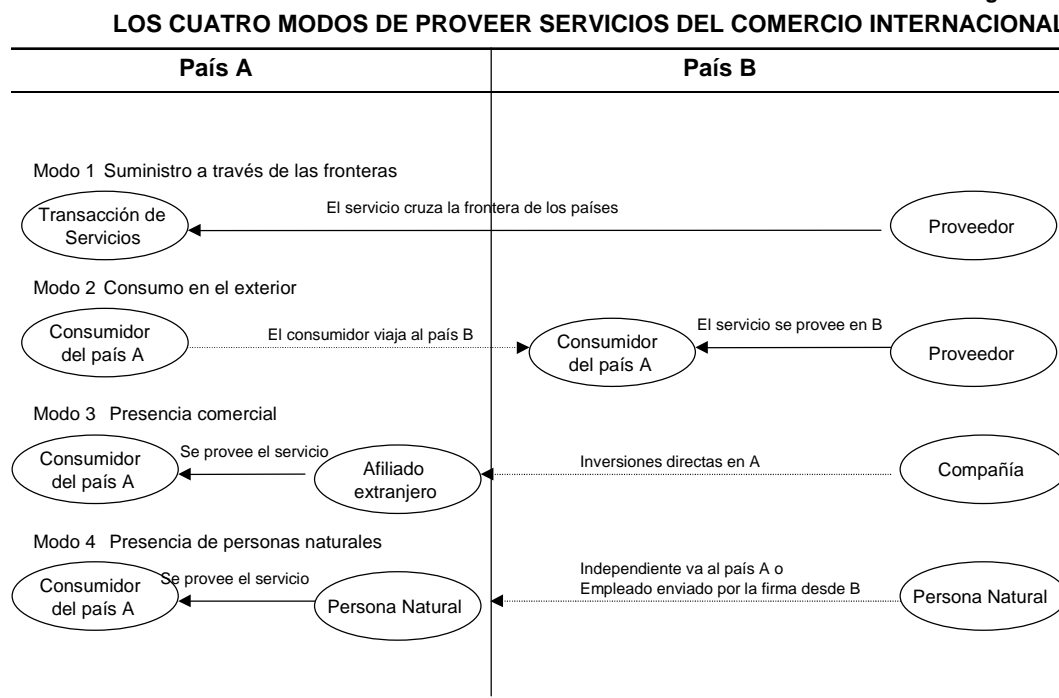 LOS CUATRO MODOS DE PROVEER SERVICIOS DEL COMERCIO INTERNACIONAL
País A
País B
Modo 1 Suministro a través de las fronteras
Transacción de
Servicios
El servicio cruza la frontera de los países
Proveedor
Modo 2 Consumo en el exterior
Consumidor
del país A
El consumidor viaja al país B
Consumidor
del país A
El servicio se provee en B
Proveedor
Modo 3 Presencia comercial
Consumidor
del país A
Se provee el servicio
Afiliado
extranjero
Inversiones directas en A
Compañía
Modo 4 Presencia de personas naturales
Consumidor
del país A
Se provee el servicio
Persona Natural
Independiente va al país A o
Empleado enviado por la firma desde B
Persona Natural